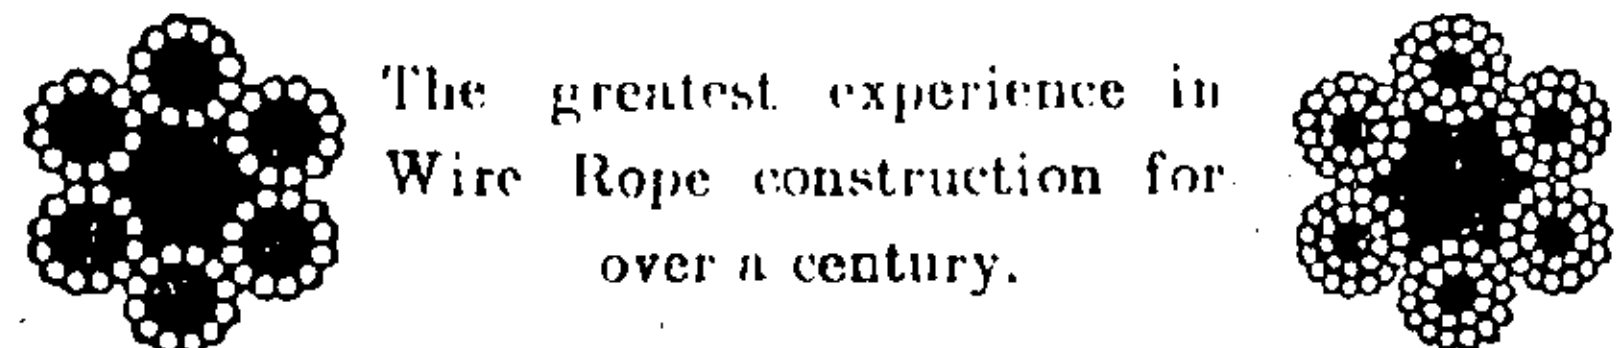 The greatest experience in
Wire Rope construction for
over a century.